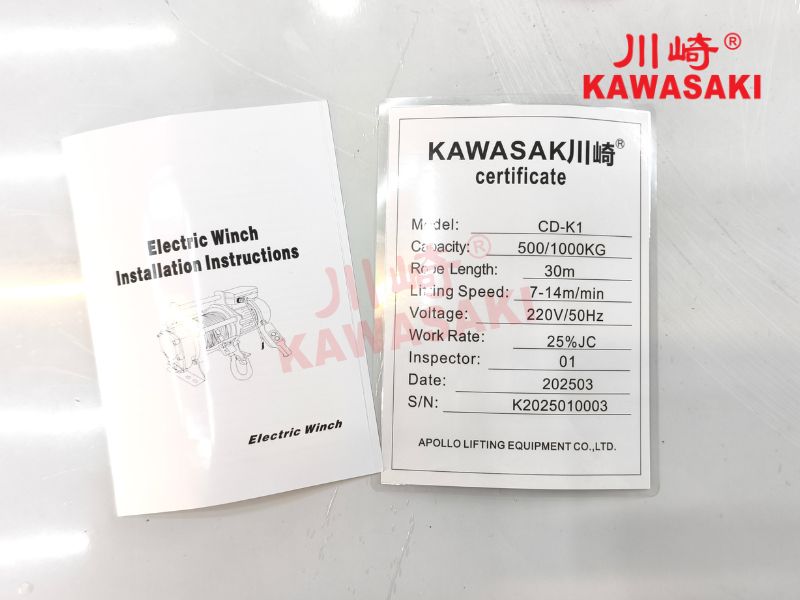 川崎®
KAWASAKI
Electric Winch
Installation Instructions
Electric Winch
KAWASAK川崎®
certificate
Model: CD-K1
Capacity: 500/1000KG
Rope Length: 30m
Lifting Speed: 7-14m/min
Voltage: 220V/50Hz
Work Rate: 25%JC
Inspector: 01
Date: 202503
S/N: K2025010003
APOLLO LIFTING EQUIPMENT CO.,LTD.
川崎®
KAWASAKI